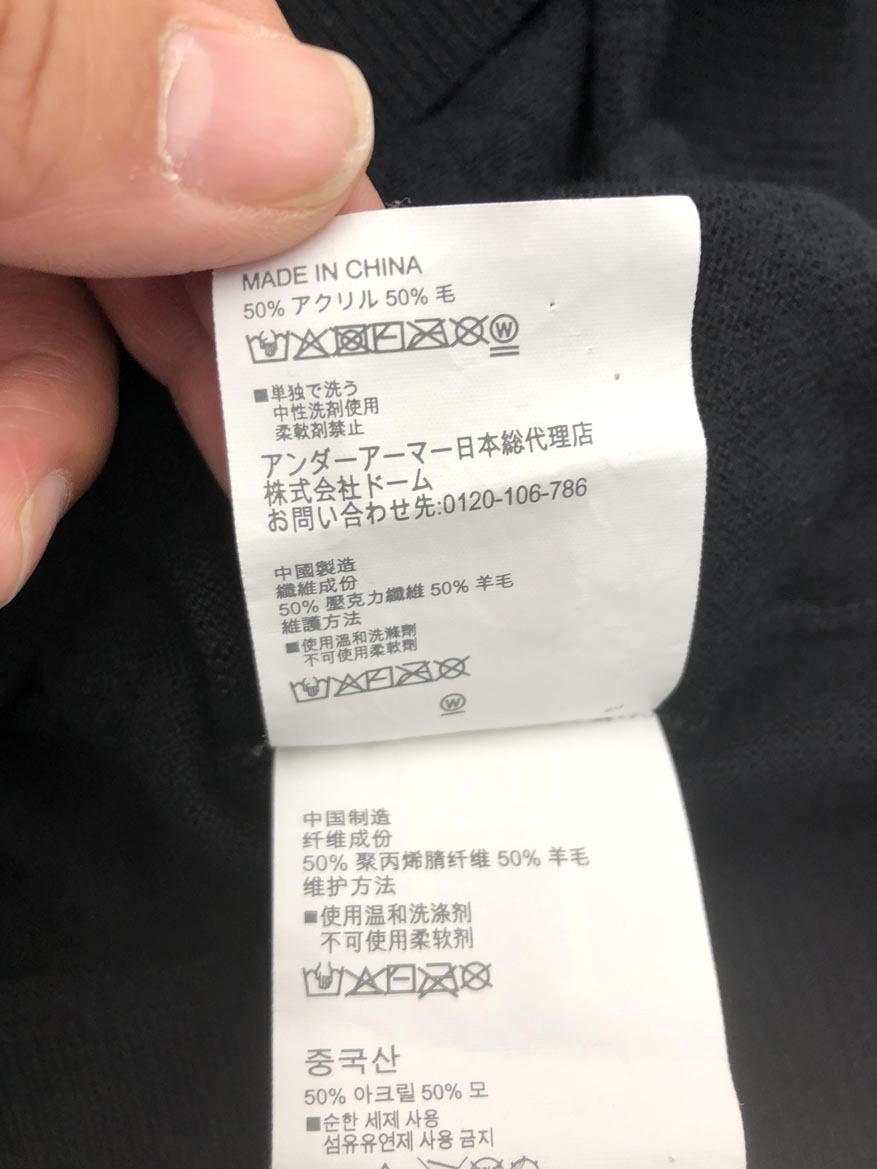 MADE IN CHINA
50% アクリル 50% 毛
W
■単独で洗う
中性洗剤使用
柔軟剤禁止
アンダーアーマー日本総代理店
株式会社ドーム
お問い合わせ先:0120-106-786
中國製造
纖維成份
50% 壓克力纖維 50% 羊毛
維護方法
■使用溫和洗滌劑
不可使用柔軟劑
W
中国制造
纤维成份
50% 聚丙烯腈纤维 50% 羊毛
维护方法
■使用温和洗涤剂
不可使用柔软剂
중국산
50% 아크릴 50% 모
■순한 세제 사용
섬유유연제 사용 금지